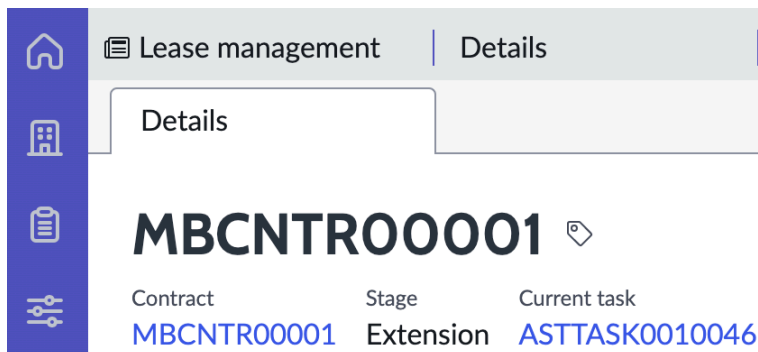 Lease management Details
Details
MBCNTR00001
Contract Stage Current task
MBCNTR00001 Extension ASTTASK0010046